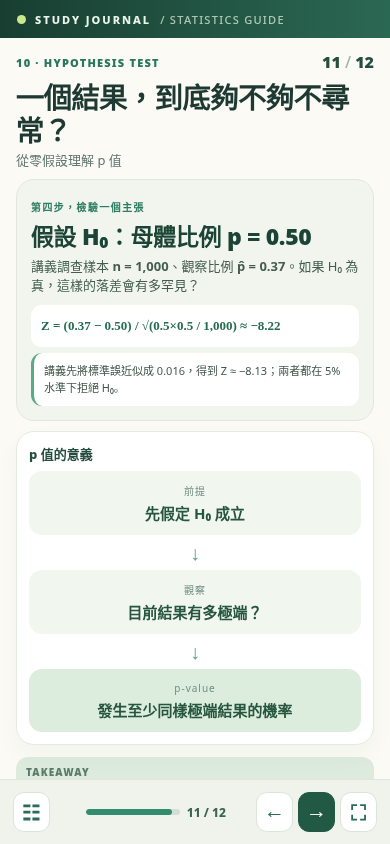 STUDY JOURNAL / STATISTICS GUIDE
10 · HYPOTHESIS TEST 11 / 12
一個結果，到底夠不夠不尋
常？
從零假設理解 p 值
第四步，檢驗一個主張
假設 H₀：母體比例 p = 0.50
講義調查樣本 n = 1,000、觀察比例 p̂ = 0.37。如果 H₀ 為
真，這樣的落差會有多罕見？
Z = (0.37 − 0.50) / √(0.5×0.5 / 1,000) ≈ −8.22
講義先將標準誤近似成 0.016，得到 Z ≈ −8.13；兩者都在 5%
水準下拒絕 H₀。
p 值的意義
前提
先假定 H₀ 成立
↓
觀察
目前結果有多極端？
↓
p-value
發生至少同樣極端結果的機率
TAKEAWAY
11 / 12 ← →